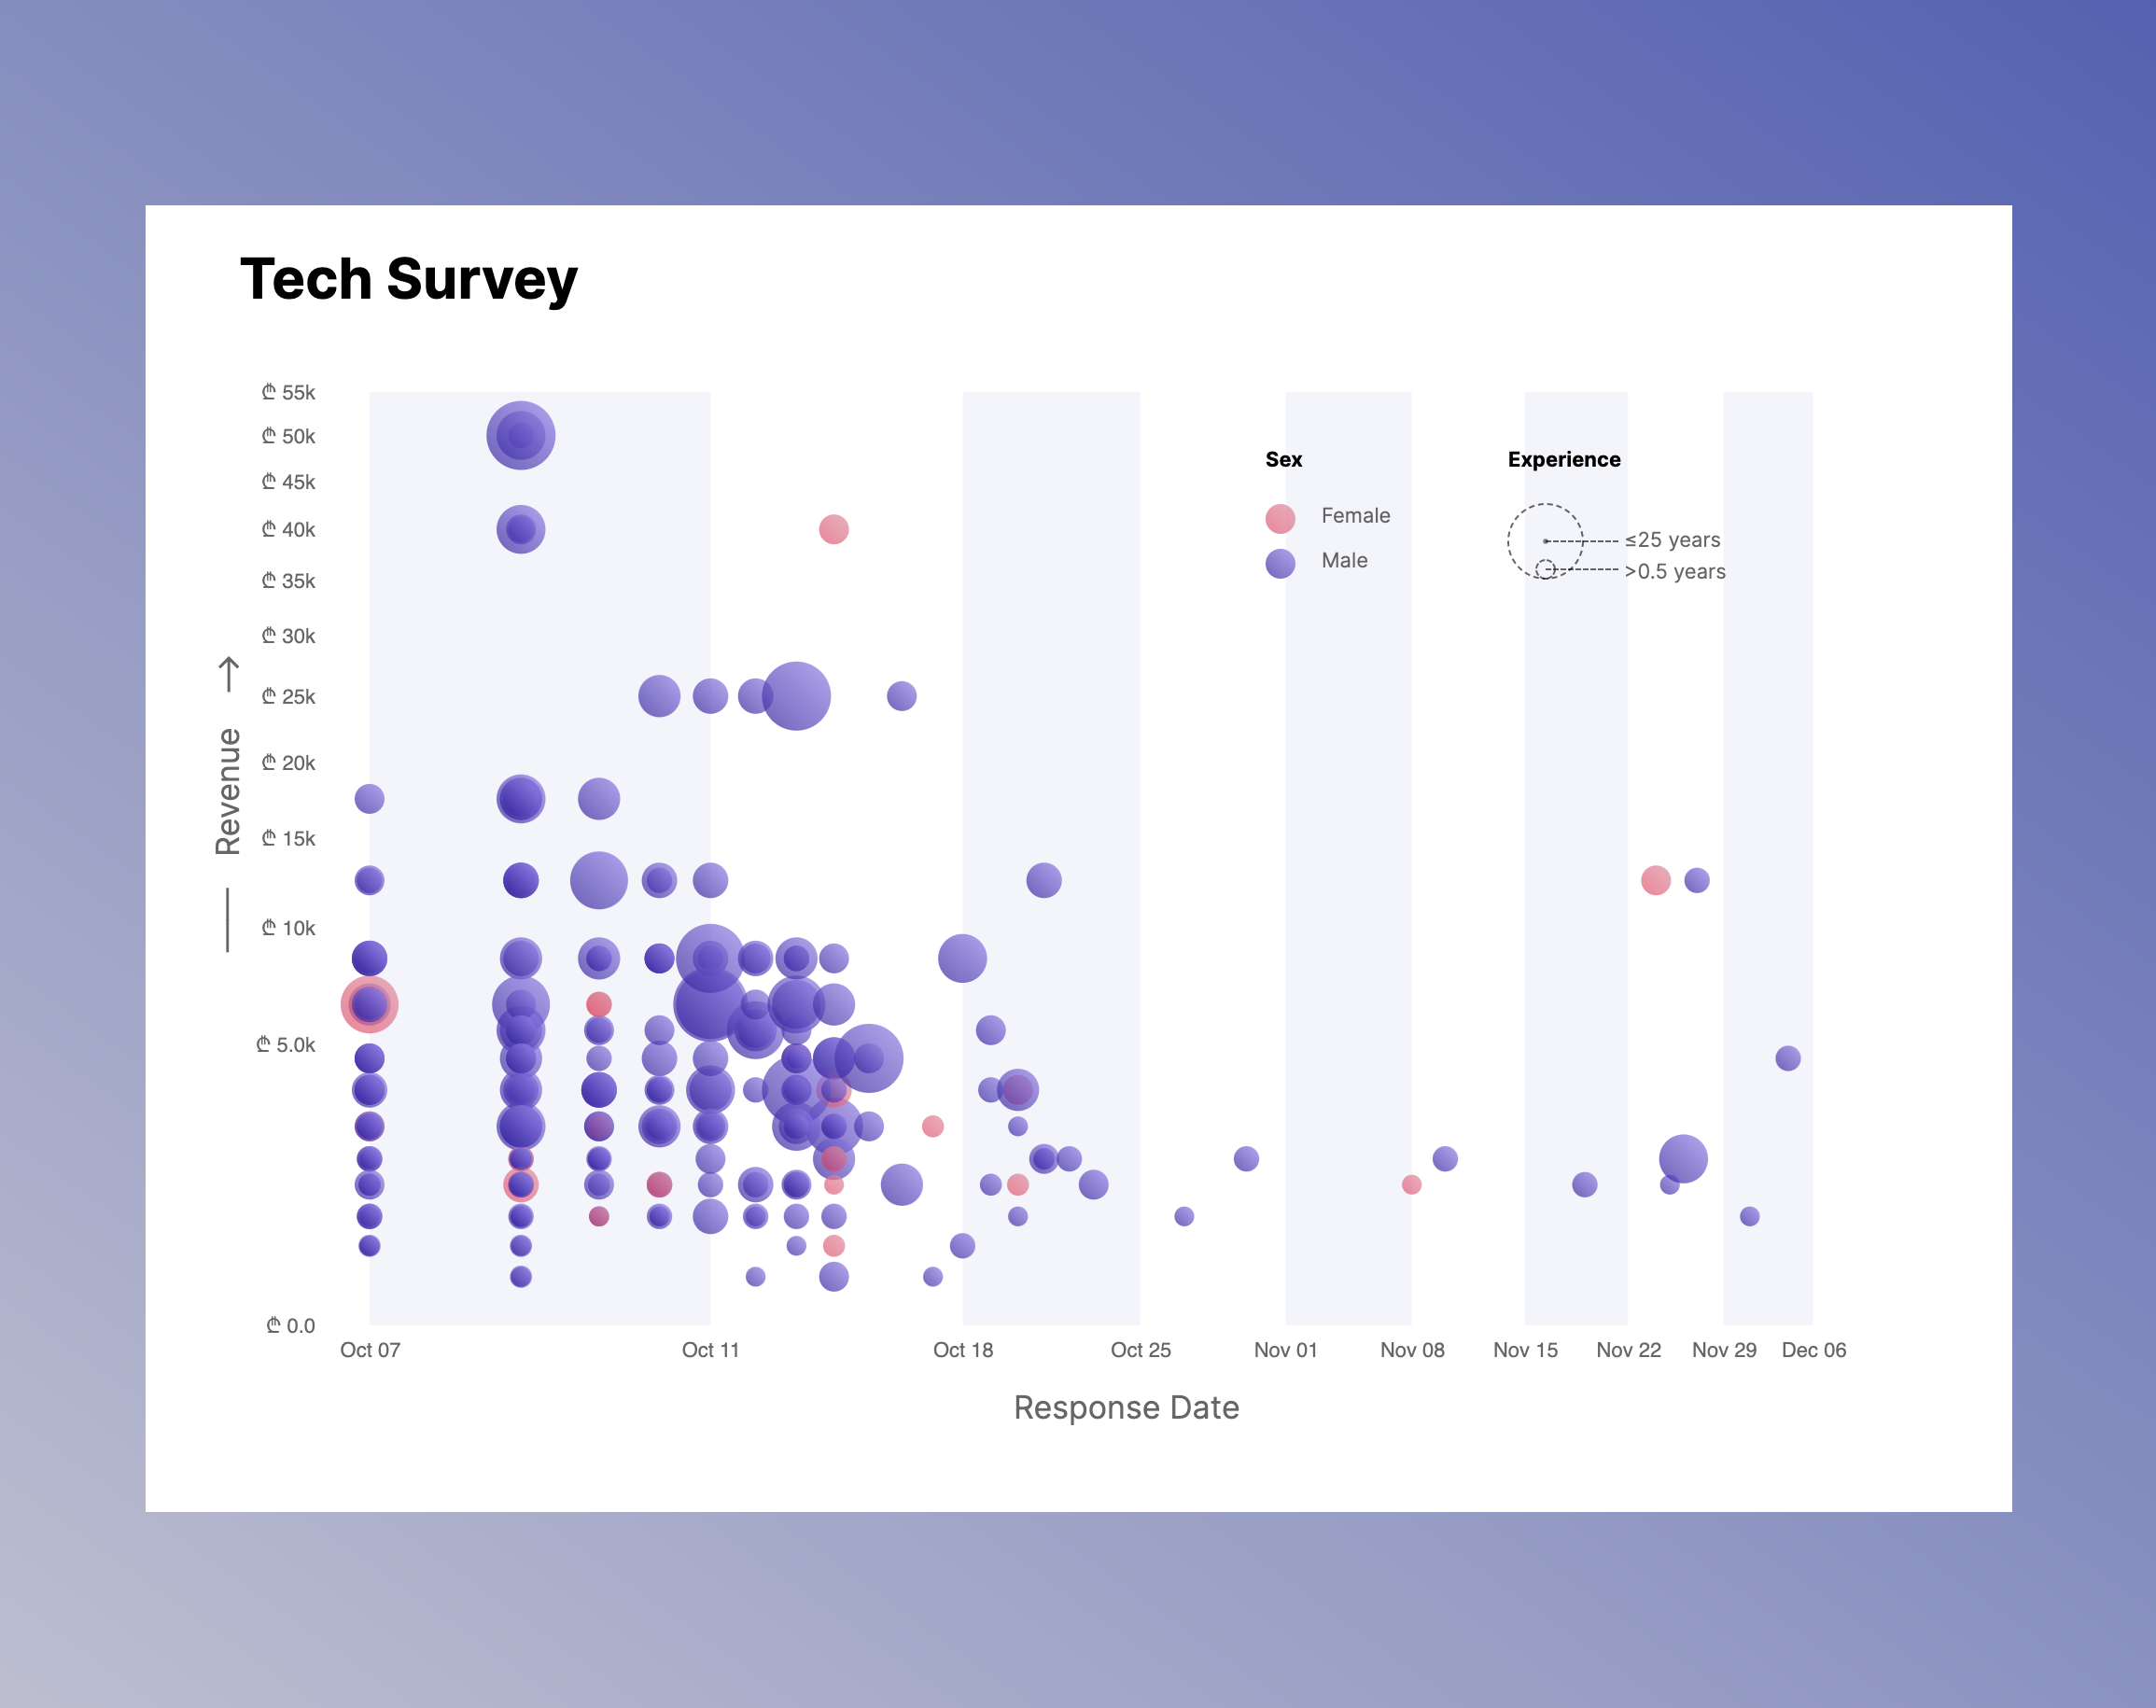 Tech Survey
₾ 55k
₾ 50k
₾ 45k
₾ 40k
₾ 35k
₾ 30k
₾ 25k
₾ 20k
₾ 15k
₾ 10k
₾ 5.0k
₾ 0.0
Revenue →
Sex
Female
Male
Experience
≤25 years
>0.5 years
Oct 07 Oct 11 Oct 18 Oct 25 Nov 01 Nov 08 Nov 15 Nov 22 Nov 29 Dec 06
Response Date